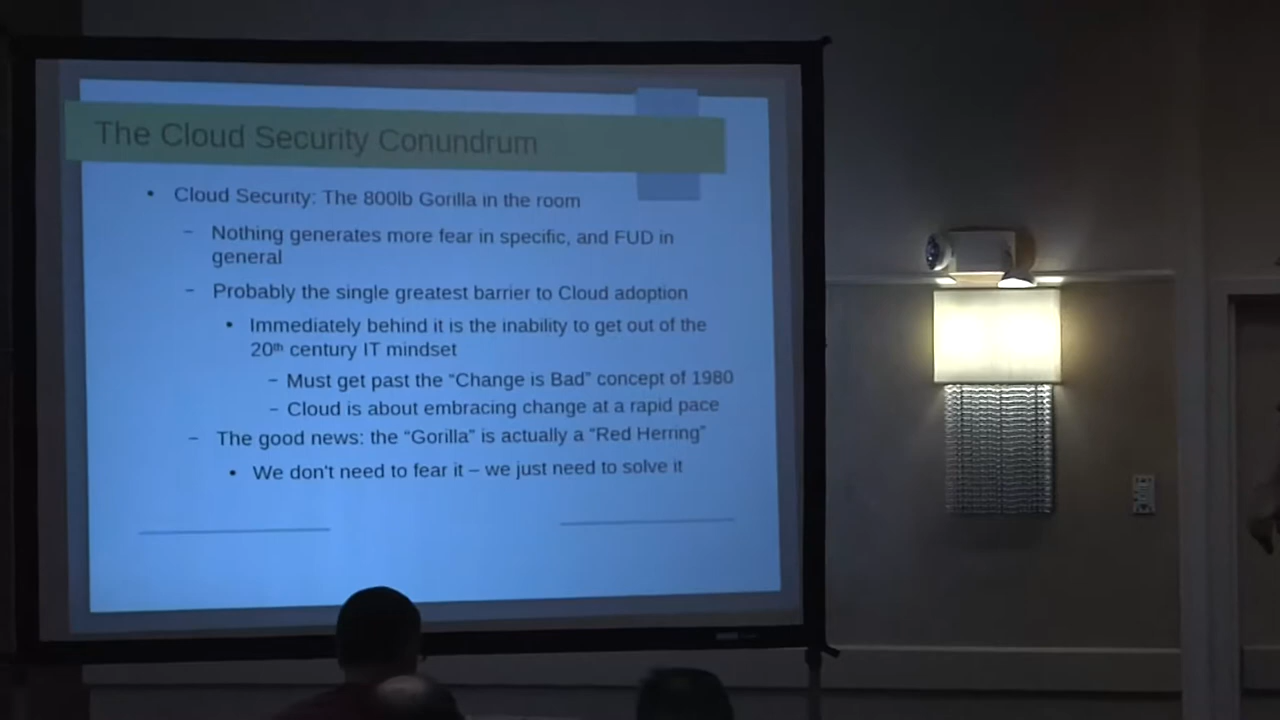 The Cloud Security Conundrum
• Cloud Security: The 800lb Gorilla in the room
– Nothing generates more fear in specific, and FUD in
general
– Probably the single greatest barrier to Cloud adoption
• Immediately behind it is the inability to get out of the
20th century IT mindset
– Must get past the “Change is Bad” concept of 1980
– Cloud is about embracing change at a rapid pace
– The good news: the “Gorilla” is actually a “Red Herring”
• We don't need to fear it – we just need to solve it